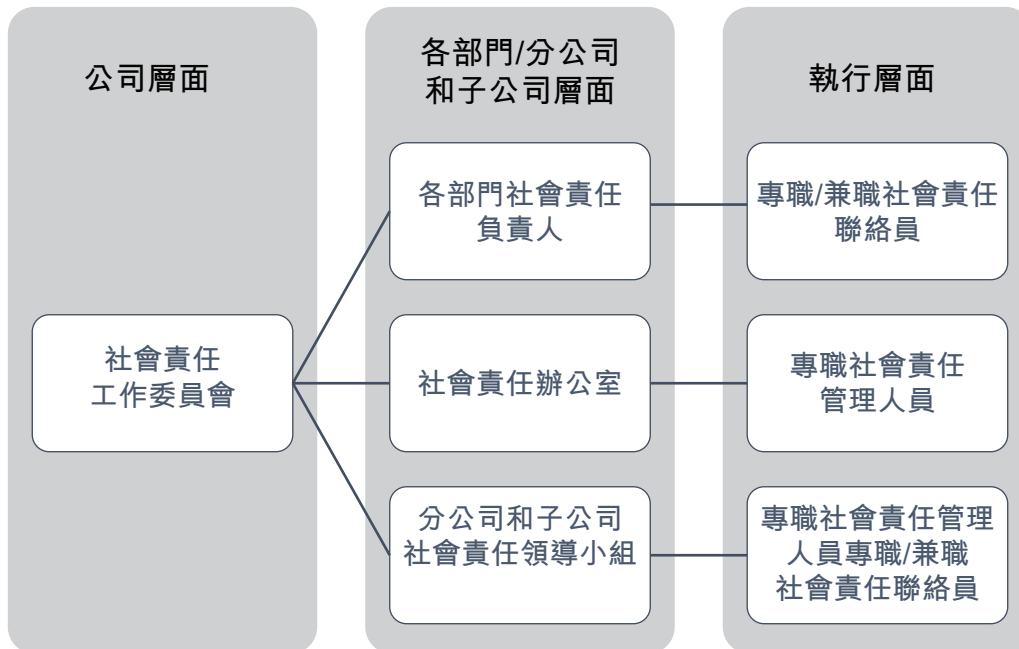 公司層面
各部門/分公司
和子公司層面
執行層面
各部門社會責任
負責人
專職/兼職社會責任
聯絡員
社會責任
工作委員會
社會責任辦公室
專職社會責任
管理人員
分公司和子公司
社會責任領導小組
專職社會責任管理
人員專職/兼職
社會責任聯絡員